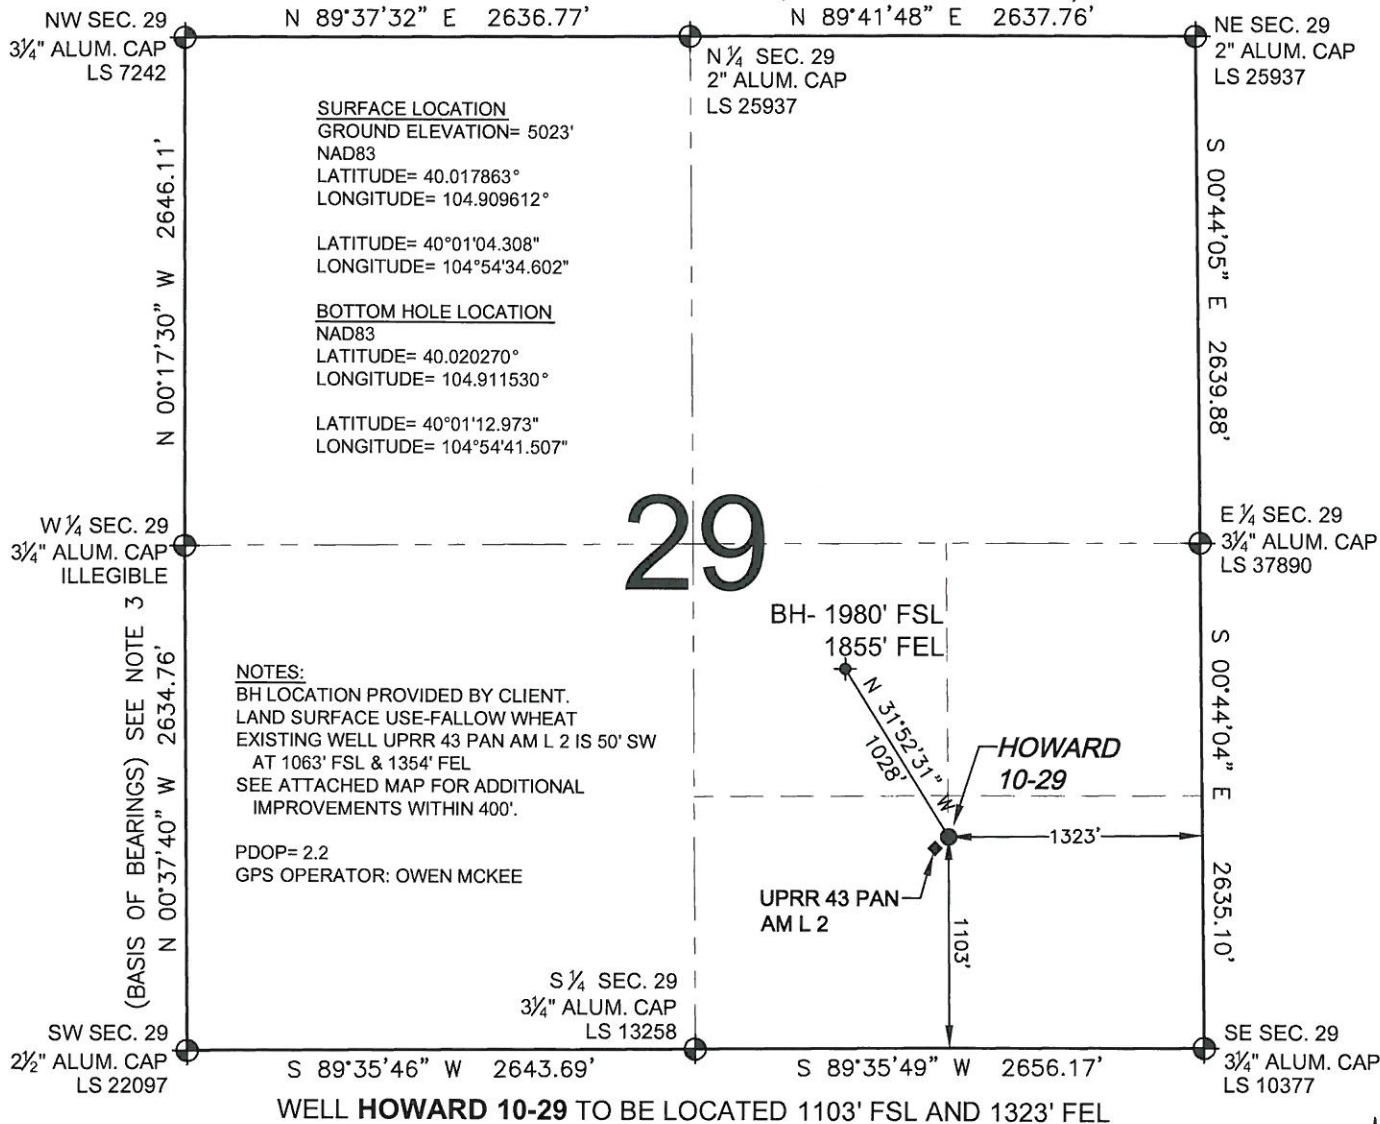 N 89°37'32" E 2636.77'
N 89°41'48" E 2637.76'
NW SEC. 29
3¼" ALUM. CAP
LS 7242
N ¼ SEC. 29
2" ALUM. CAP
LS 25937
NE SEC. 29
2" ALUM. CAP
LS 25937
SURFACE LOCATION
GROUND ELEVATION= 5023'
NAD83
LATITUDE= 40.017863°
LONGITUDE= 104.909612°
LATITUDE= 40°01'04.308"
LONGITUDE= 104°54'34.602"
BOTTOM HOLE LOCATION
NAD83
LATITUDE= 40.020270°
LONGITUDE= 104.911530°
LATITUDE= 40°01'12.973"
LONGITUDE= 104°54'41.507"
N 00°17'30" W 2646.11'
S 00°44'05" E 2639.88'
29
W ¼ SEC. 29
3¼" ALUM. CAP
ILLEGIBLE
E ¼ SEC. 29
3¼" ALUM. CAP
LS 37890
BH- 1980' FSL
1855' FEL
N 31°52'31" W
1028'
HOWARD
10-29
1323'
1103'
UPRR 43 PAN
AM L 2
NOTES:
BH LOCATION PROVIDED BY CLIENT.
LAND SURFACE USE-FALLOW WHEAT
EXISTING WELL UPRR 43 PAN AM L 2 IS 50' SW
AT 1063' FSL & 1354' FEL
SEE ATTACHED MAP FOR ADDITIONAL
IMPROVEMENTS WITHIN 400'.
PDOP= 2.2
GPS OPERATOR: OWEN MCKEE
(BASIS OF BEARINGS) SEE NOTE 3
N 00°37'40" W 2634.76'
S 00°44'04" E 2635.10'
S ¼ SEC. 29
3¼" ALUM. CAP
LS 13258
SW SEC. 29
2½" ALUM. CAP
LS 22097
SE SEC. 29
3¼" ALUM. CAP
LS 10377
S 89°35'46" W 2643.69'
S 89°35'49" W 2656.17'
WELL HOWARD 10-29 TO BE LOCATED 1103' FSL AND 1323' FEL